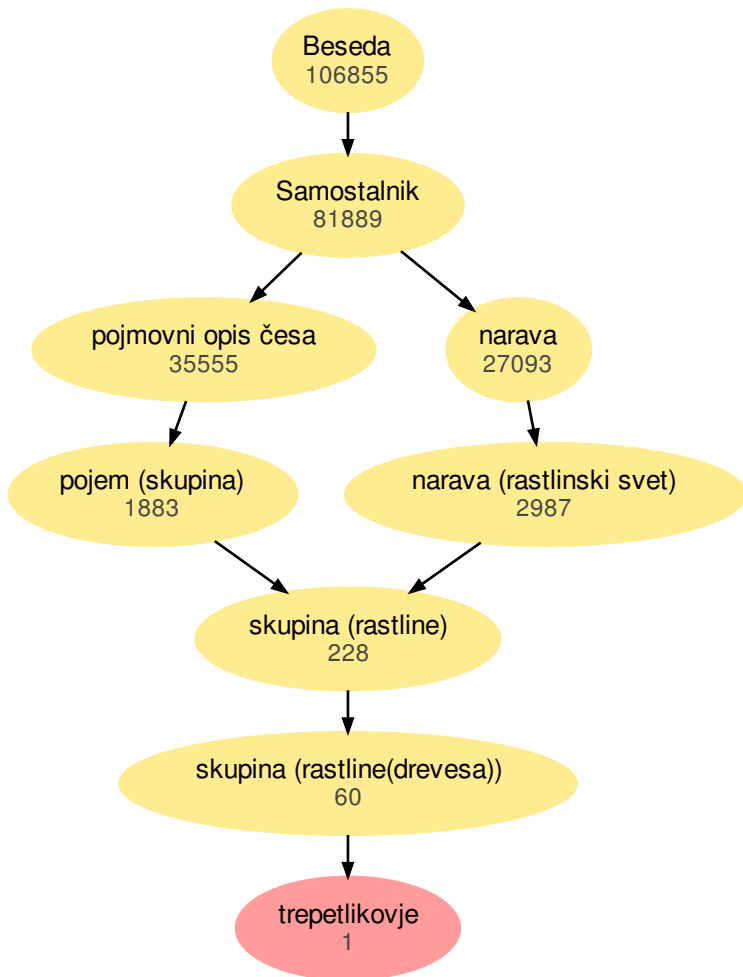 Beseda
106855
Samostalnik
81889
pojmovni opis česa
35555
narava
27093
pojem (skupina)
1883
narava (rastlinski svet)
2987
skupina (rastline)
228
skupina (rastline(drevesa))
60
trepetlikovje
1